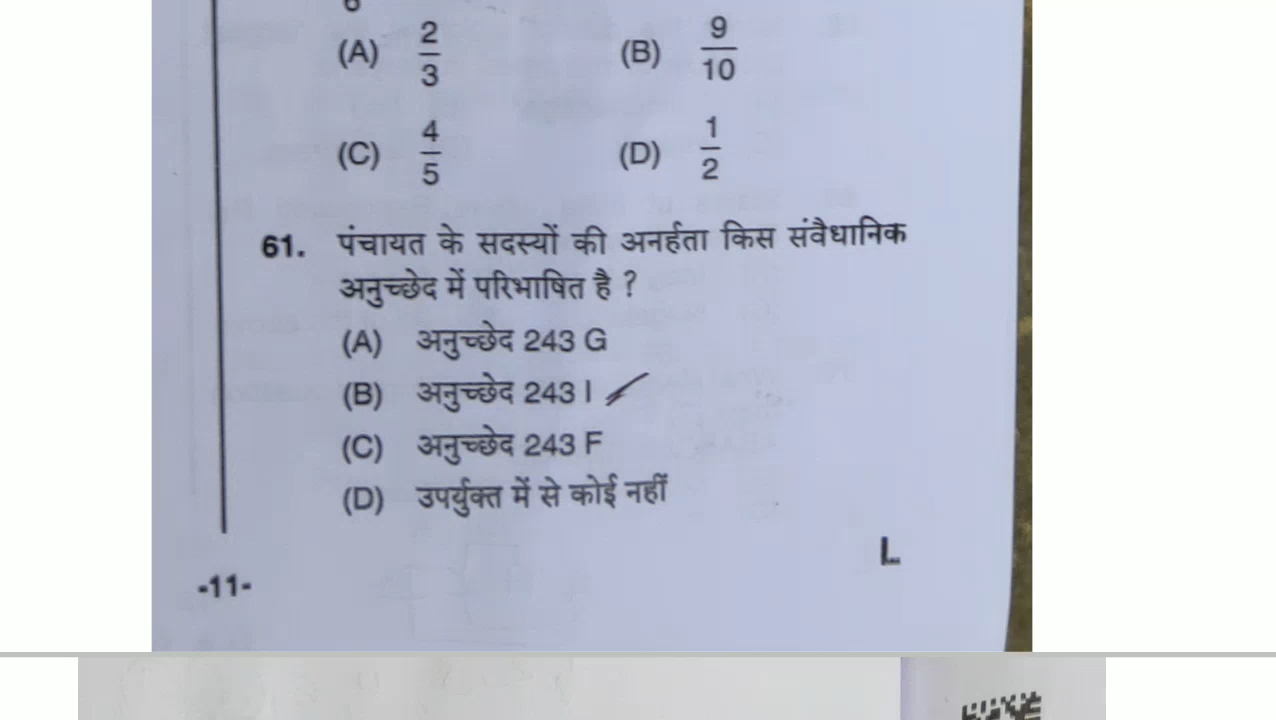 (A) 2/3 (B) 9/10
(C) 4/5 (D) 1/2
61. पंचायत के सदस्यों की अनर्हता किस संवैधानिक
अनुच्छेद में परिभाषित है ?
(A) अनुच्छेद 243 G
(B) अनुच्छेद 243 I
(C) अनुच्छेद 243 F
(D) उपर्युक्त में से कोई नहीं
L
-11-